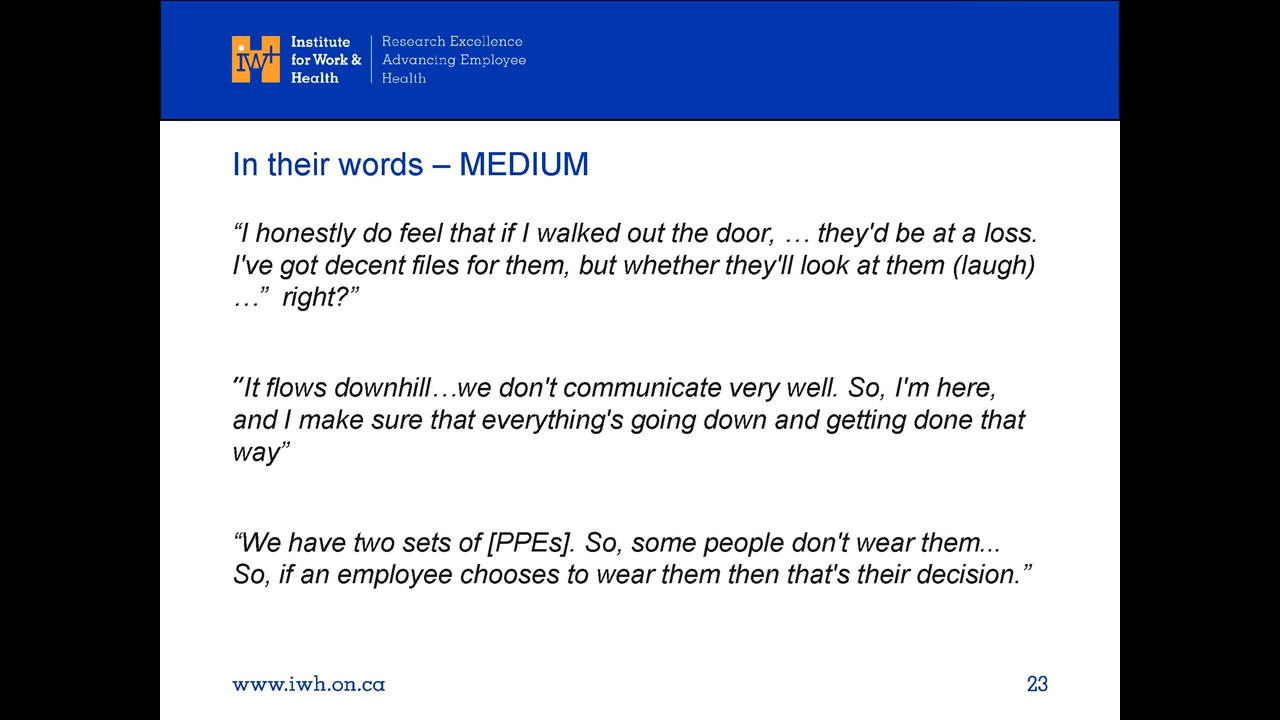 iw+
Institute
for Work &
Health
Research Excellence
Advancing Employee
Health
In their words – MEDIUM
“I honestly do feel that if I walked out the door, … they'd be at a loss.
I've got decent files for them, but whether they'll look at them (laugh)
…” right?”
“It flows downhill…we don't communicate very well. So, I'm here,
and I make sure that everything's going down and getting done that
way”
“We have two sets of [PPEs]. So, some people don't wear them...
So, if an employee chooses to wear them then that's their decision.”
www.iwh.on.ca
23